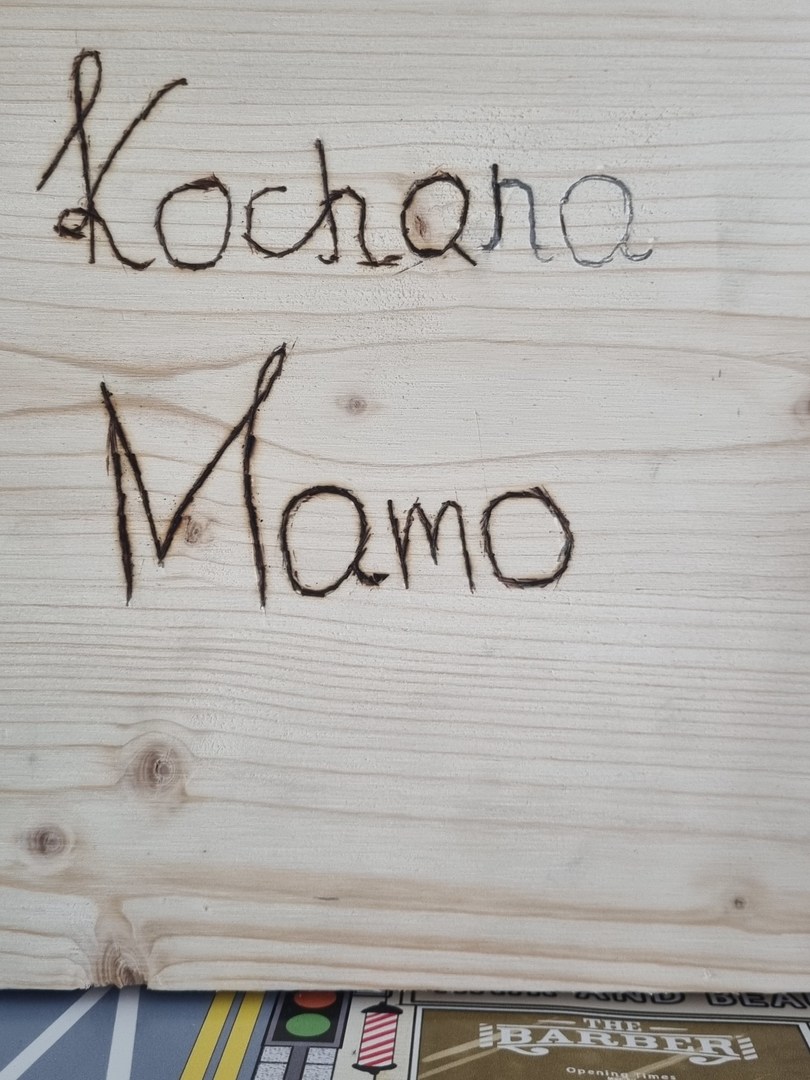 Kochana
Mamo
THE
BARBER
Opening Times